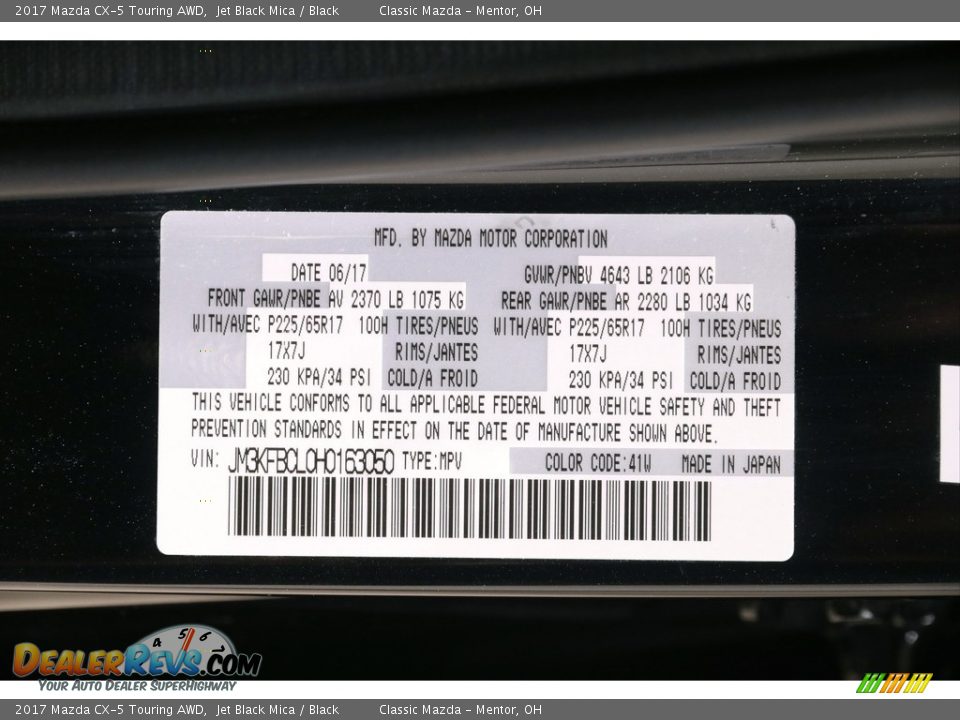 2017 Mazda CX-5 Touring AWD, Jet Black Mica / Black Classic Mazda - Mentor, OH
MFD. BY MAZDA MOTOR CORPORATION
DATE 06/17 GVWR/PNBV 4643 LB 2106 KG
FRONT GAWR/PNBE AV 2370 LB 1075 KG REAR GAWR/PNBE AR 2280 LB 1034 KG
WITH/AVEC P225/65R17 100H TIRES/PNEUS WITH/AVEC P225/65R17 100H TIRES/PNEUS
17X7J RIMS/JANTES 17X7J RIMS/JANTES
230 KPA/34 PSI COLD/A FROID 230 KPA/34 PSI COLD/A FROID
THIS VEHICLE CONFORMS TO ALL APPLICABLE FEDERAL MOTOR VEHICLE SAFETY AND THEFT
PREVENTION STANDARDS IN EFFECT ON THE DATE OF MANUFACTURE SHOWN ABOVE.
VIN: JM3KFBCL0H0163050 TYPE:MPV COLOR CODE:41W MADE IN JAPAN
4 5 6
DEALERREVS.COM
YOUR AUTO DEALER SUPERHIGHWAY
2017 Mazda CX-5 Touring AWD, Jet Black Mica / Black Classic Mazda - Mentor, OH